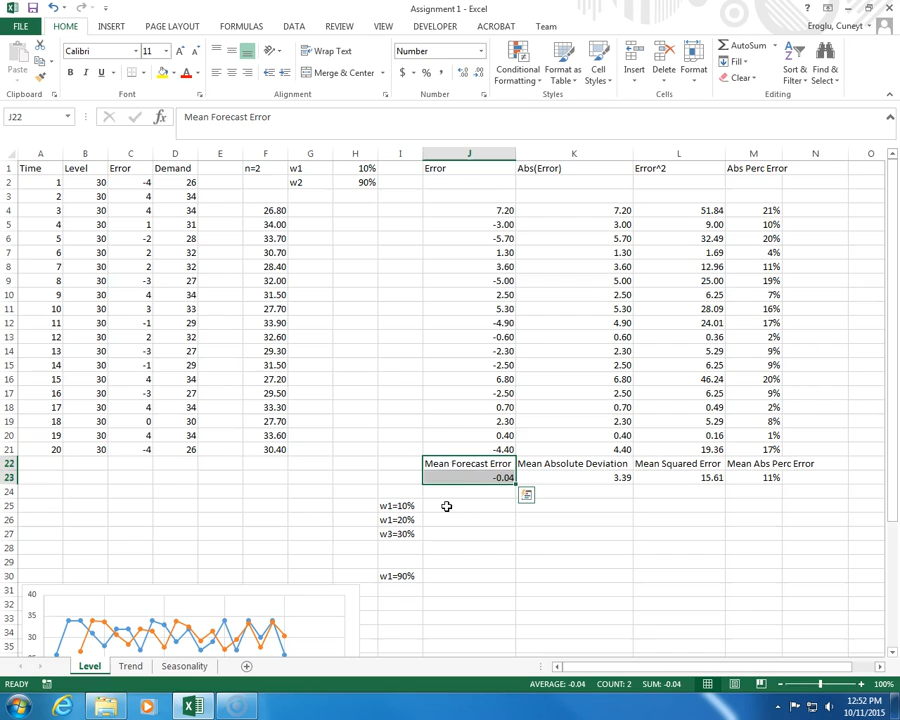 Assignment 1 - Excel
FILE HOME INSERT PAGE LAYOUT FORMULAS DATA REVIEW VIEW DEVELOPER ACROBAT Team Eroglu, Cuneyt
Paste Calibri 11 Wrap Text Number Conditional Formatting Format as Table Cell Styles Insert Delete Format AutoSum Fill Clear Sort & Filter Find & Select
B I U Merge & Center $ % ,
Clipboard Font Alignment Number Styles Cells Editing
J22 Mean Forecast Error
A B C D E F G H I J K L M N O
1 Time Level Error Demand n=2 w1 10% Error Abs(Error) Error^2 Abs Perc Error
2 1 30 -4 26 w2 90%
3 2 30 4 34
4 3 30 4 34 26.80 7.20 7.20 51.84 21%
5 4 30 1 31 34.00 -3.00 3.00 9.00 10%
6 5 30 -2 28 33.70 -5.70 5.70 32.49 20%
7 6 30 2 32 30.70 1.30 1.30 1.69 4%
8 7 30 2 32 28.40 3.60 3.60 12.96 11%
9 8 30 -3 27 32.00 -5.00 5.00 25.00 19%
10 9 30 4 34 31.50 2.50 2.50 6.25 7%
11 10 30 3 33 27.70 5.30 5.30 28.09 16%
12 11 30 -1 29 33.90 -4.90 4.90 24.01 17%
13 12 30 2 32 32.60 -0.60 0.60 0.36 2%
14 13 30 -3 27 29.30 -2.30 2.30 5.29 9%
15 14 30 -1 29 31.50 -2.50 2.50 6.25 9%
16 15 30 4 34 27.20 6.80 6.80 46.24 20%
17 16 30 -3 27 29.50 -2.50 2.50 6.25 9%
18 17 30 4 34 33.30 0.70 0.70 0.49 2%
19 18 30 0 30 27.70 2.30 2.30 5.29 8%
20 19 30 4 34 33.60 0.40 0.40 0.16 1%
21 20 30 -4 26 30.40 -4.40 4.40 19.36 17%
22 Mean Forecast Error Mean Absolute Deviation Mean Squared Error Mean Abs Perc Error
23 -0.04 3.39 15.61 11%
24
25 w1=10%
26 w1=20%
27 w3=30%
28
29
30 w1=90%
31
32
33
34
35
40
35
30
Level Trend Seasonality
READY AVERAGE: -0.04 COUNT: 2 SUM: -0.04 100%
12:52 PM
10/11/2015